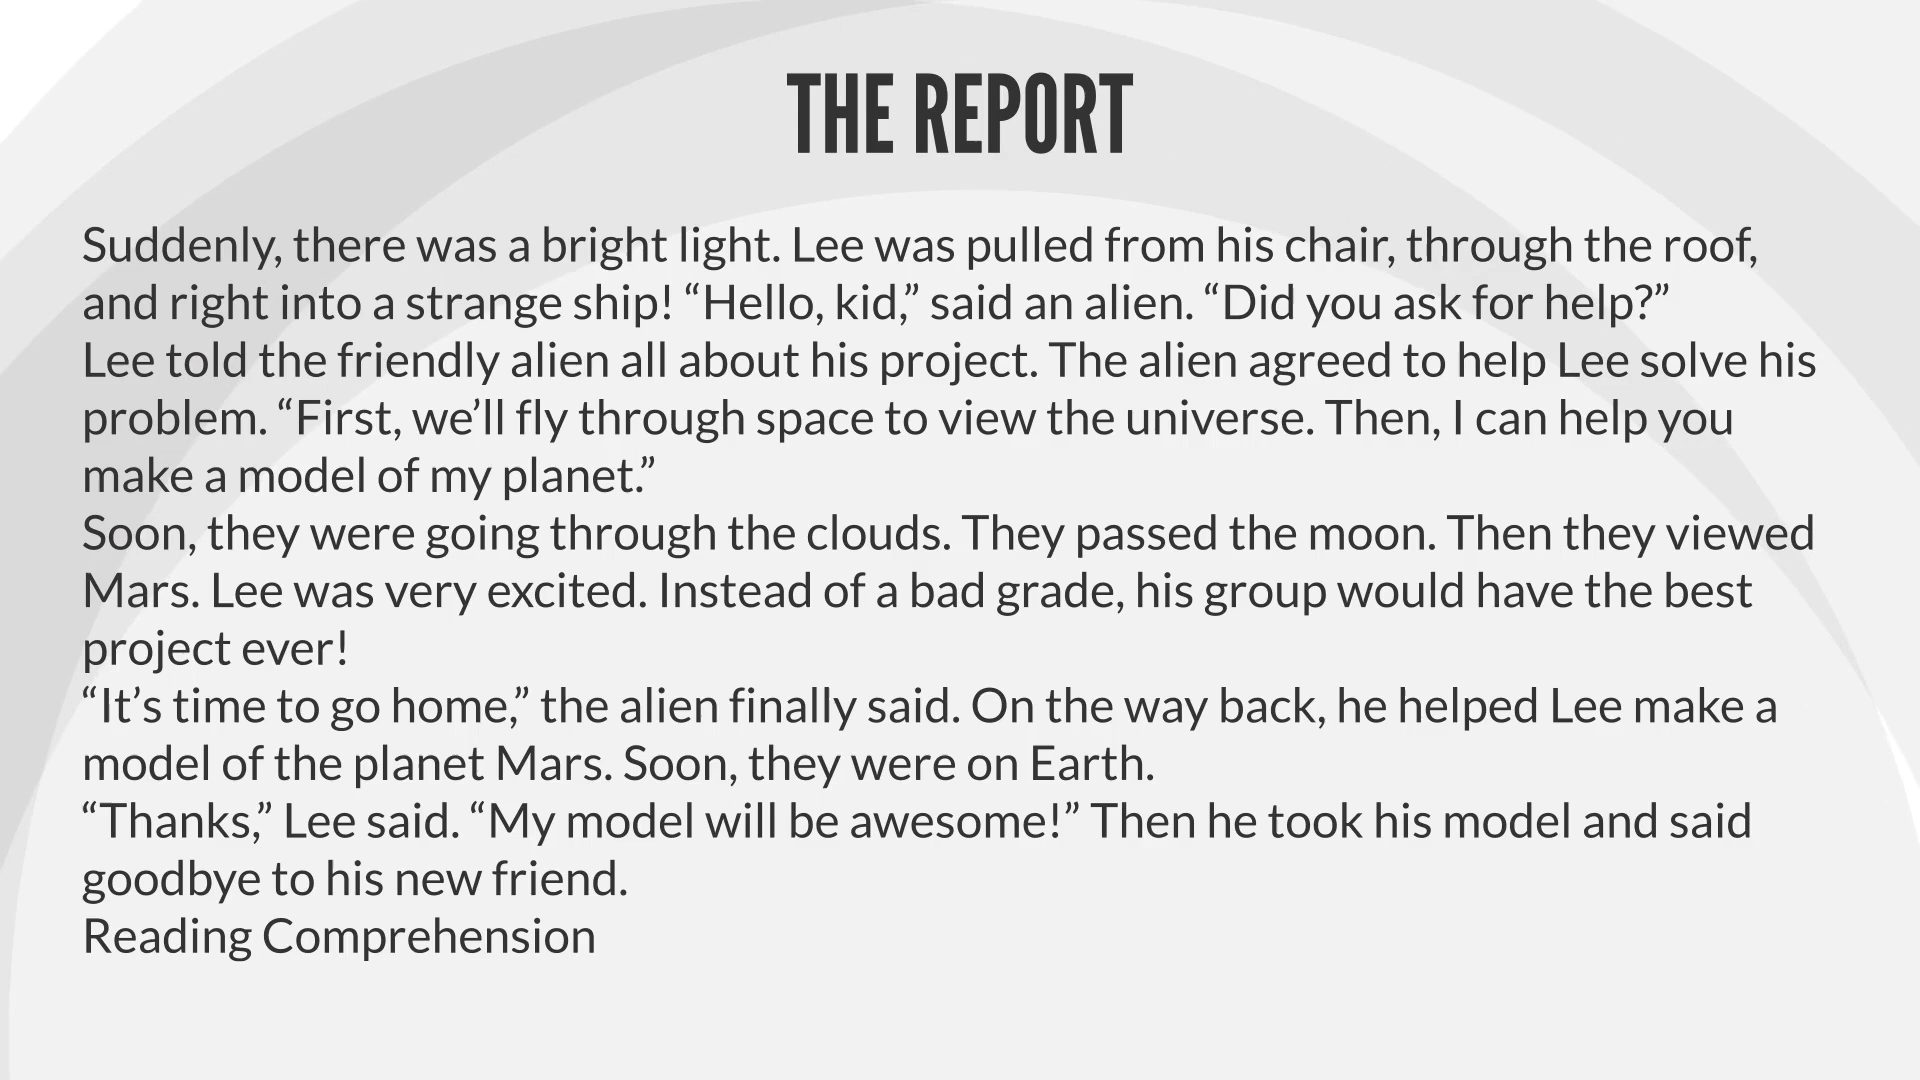 THE REPORT
Suddenly, there was a bright light. Lee was pulled from his chair, through the roof,
and right into a strange ship! “Hello, kid,” said an alien. “Did you ask for help?”
Lee told the friendly alien all about his project. The alien agreed to help Lee solve his
problem. “First, we’ll fly through space to view the universe. Then, I can help you
make a model of my planet.”
Soon, they were going through the clouds. They passed the moon. Then they viewed
Mars. Lee was very excited. Instead of a bad grade, his group would have the best
project ever!
“It’s time to go home,” the alien finally said. On the way back, he helped Lee make a
model of the planet Mars. Soon, they were on Earth.
“Thanks,” Lee said. “My model will be awesome!” Then he took his model and said
goodbye to his new friend.
Reading Comprehension